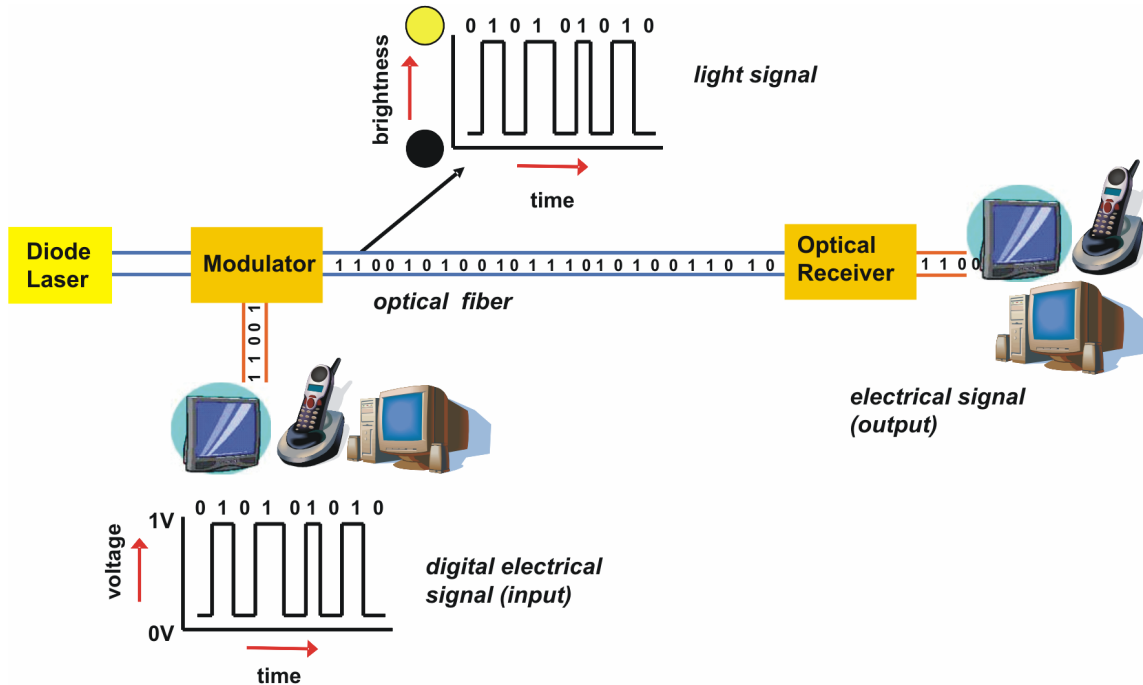 0 1 0 1 0 1 0 1 0
brightness
light signal
time
Diode
Laser
Modulator
1 1 0 0 1 0 1 0 0 1 0 1 1 1 0 1 0 1 0 0 1 1 0 1 0
optical fiber
Optical
Receiver
1 1 0 0
1 1 0 0 1
electrical signal
(output)
0 1 0 1 0 1 0 1 0
1V
voltage
0V
digital electrical
signal (input)
time